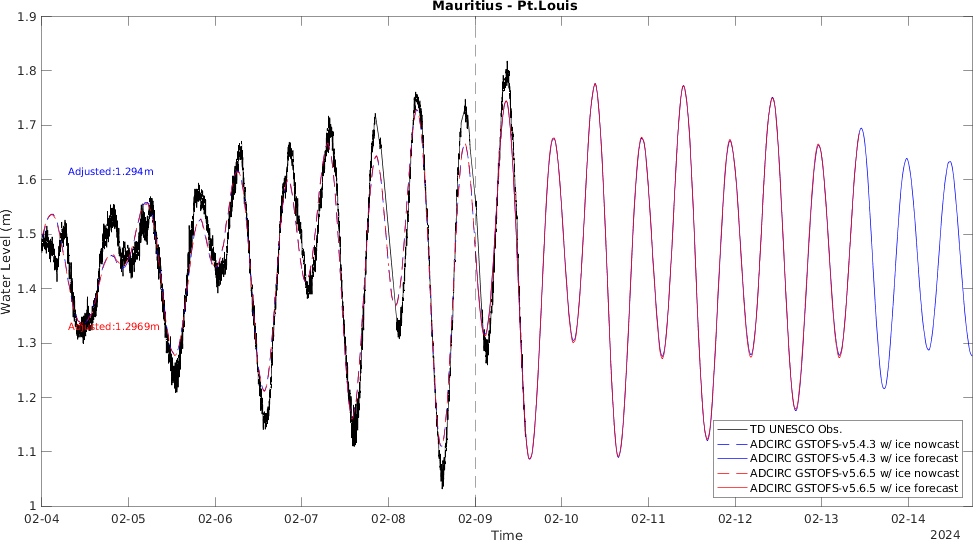 Mauritius - Pt.Louis
1.9
1.8
1.7
1.6
1.5
1.4
1.3
1.2
1.1
1
Water Level (m)
Adjusted:1.294m
Adjusted:1.2969m
TD UNESCO Obs.
ADCIRC GSTOFS-v5.4.3 w/ ice nowcast
ADCIRC GSTOFS-v5.4.3 w/ ice forecast
ADCIRC GSTOFS-v5.6.5 w/ ice nowcast
ADCIRC GSTOFS-v5.6.5 w/ ice forecast
02-04 02-05 02-06 02-07 02-08 02-09 02-10 02-11 02-12 02-13 02-14
Time
2024